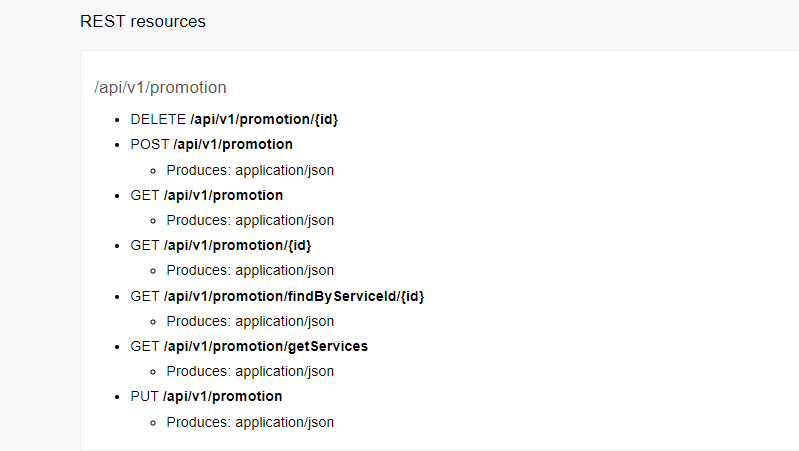 REST resources
/api/v1/promotion
DELETE /api/v1/promotion/{id}
POST /api/v1/promotion
Produces: application/json
GET /api/v1/promotion
Produces: application/json
GET /api/v1/promotion/{id}
Produces: application/json
GET /api/v1/promotion/findByServiceId/{id}
Produces: application/json
GET /api/v1/promotion/getServices
Produces: application/json
PUT /api/v1/promotion
Produces: application/json